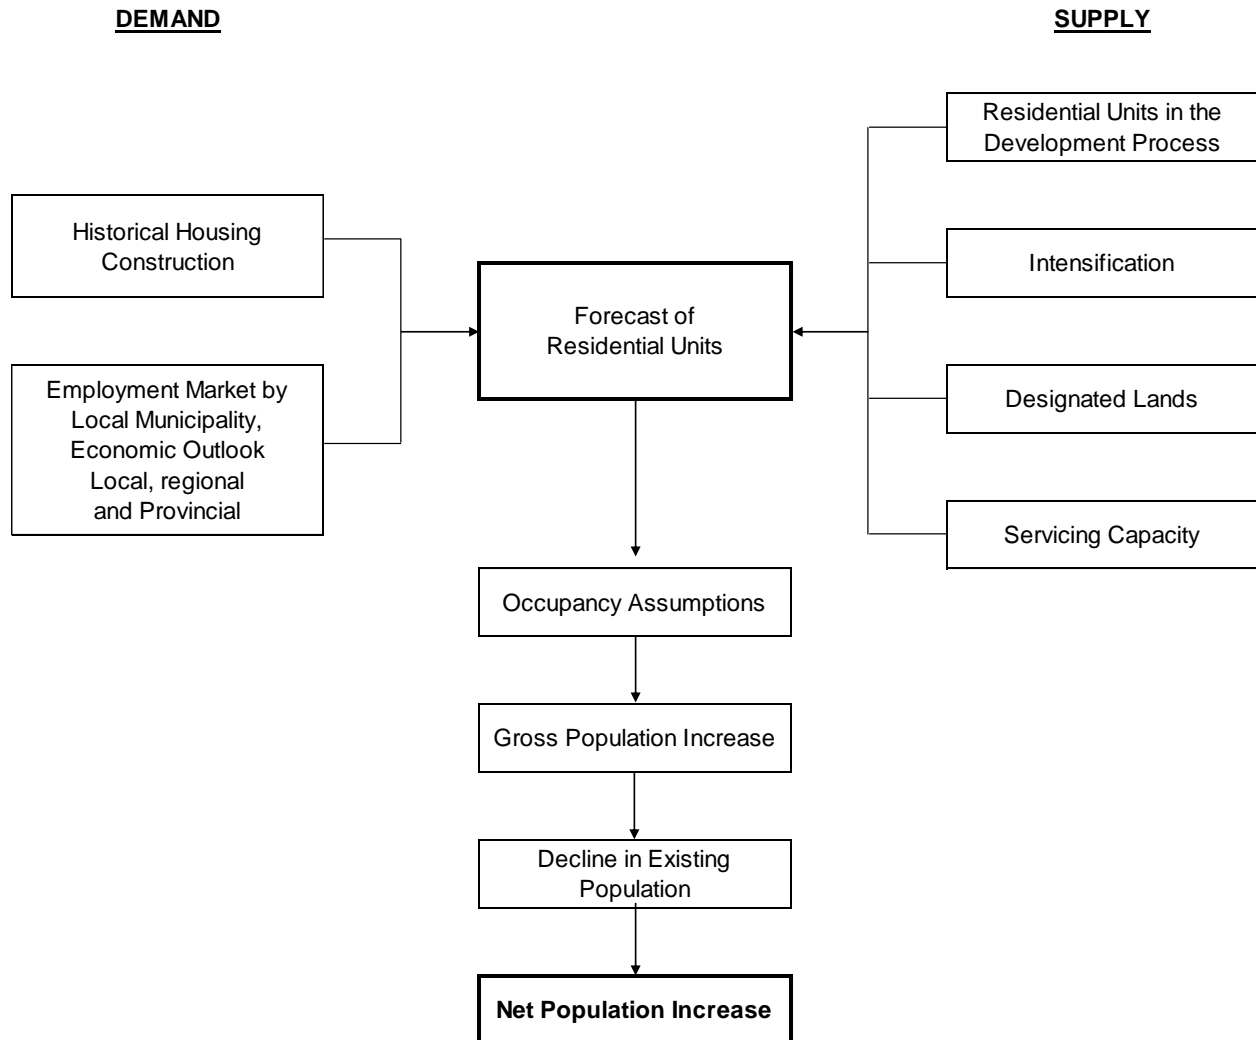 DEMAND
SUPPLY
Residential Units in the
Development Process
Historical Housing
Construction
Intensification
Forecast of
Residential Units
Employment Market by
Local Municipality,
Economic Outlook
Local, regional
and Provincial
Designated Lands
Servicing Capacity
Occupancy Assumptions
Gross Population Increase
Decline in Existing
Population
Net Population Increase